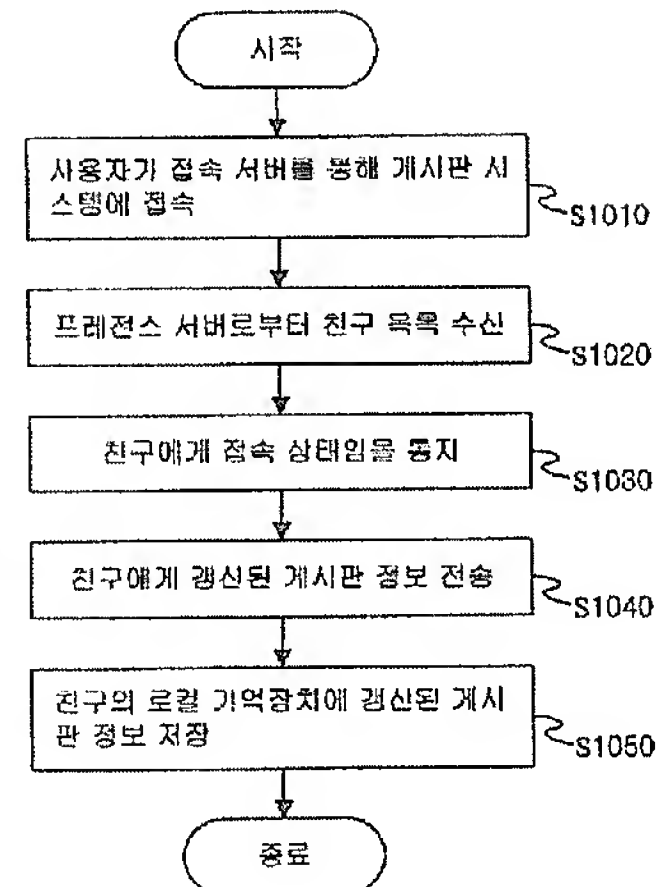 시작
사용자가 접속 서버를 통해 게시판 시
스템에 접속
S1010
프레전스 서버로부터 친구 목록 수신
S1020
친구에게 접속 상태임을 통지
S1030
친구에게 갱신된 게시판 정보 전송
S1040
친구의 로컬 기억장치에 갱신된 게시
판 정보 저장
S1050
종료